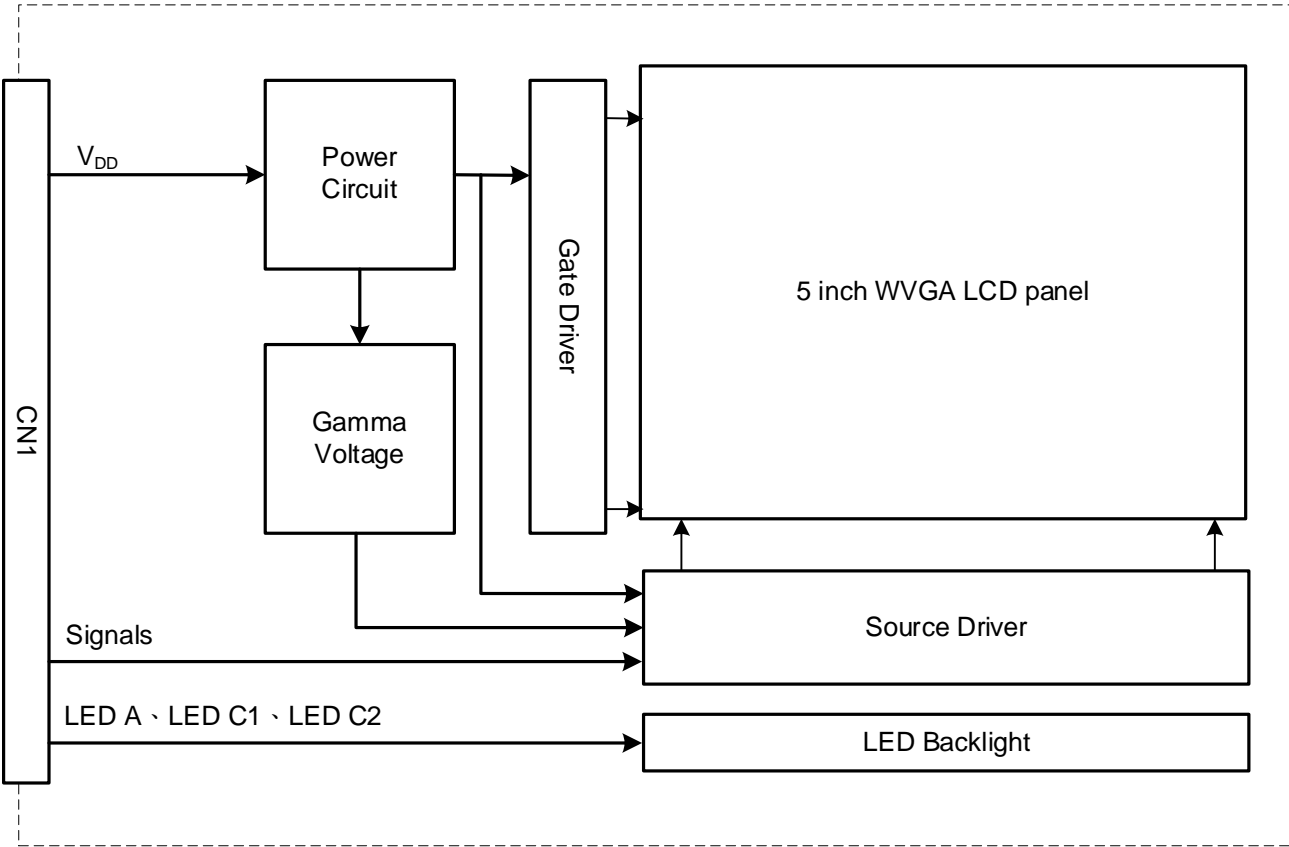 V_DD
Power
Circuit
Gate Driver
5 inch WVGA LCD panel
CN1
Gamma
Voltage
Signals
Source Driver
LED A、LED C1、LED C2
LED Backlight